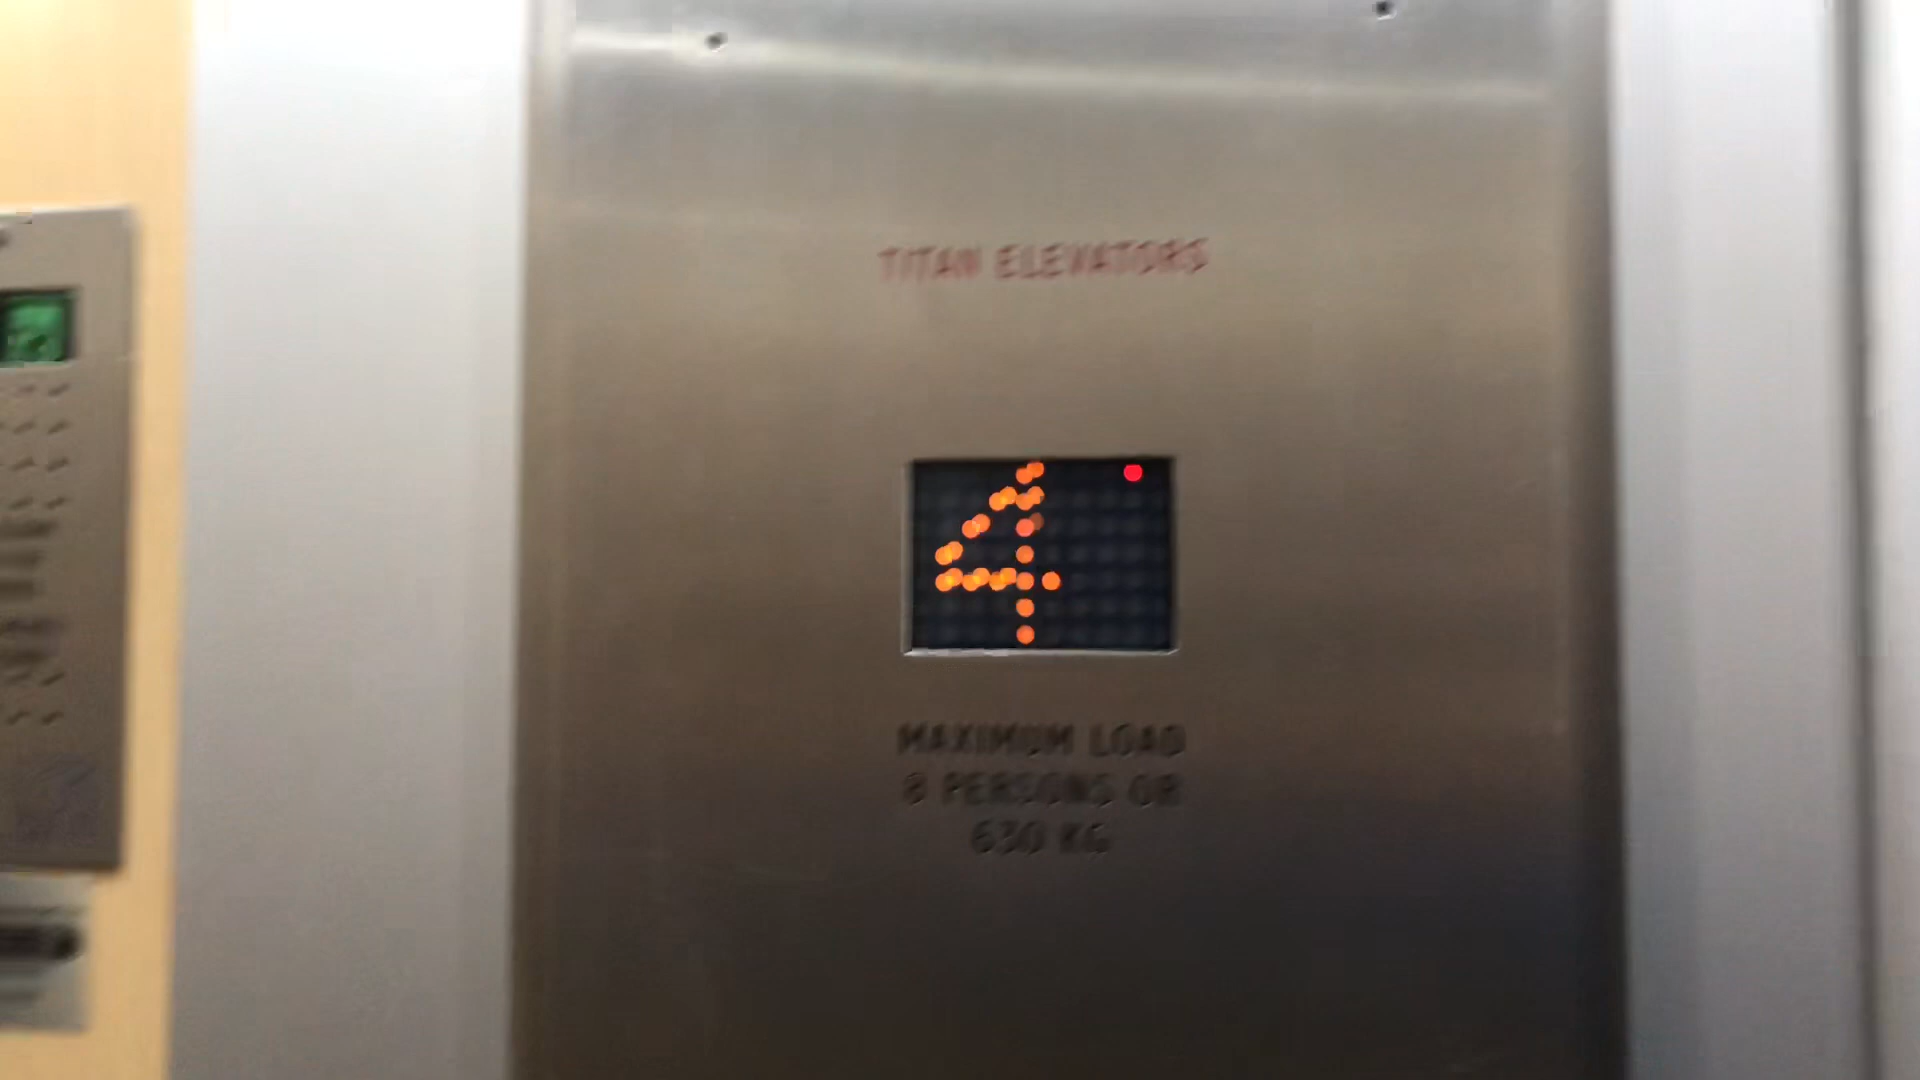 TITAN ELEVATORS
4
MAXIMUM LOAD
8 PERSONS OR
630 KG